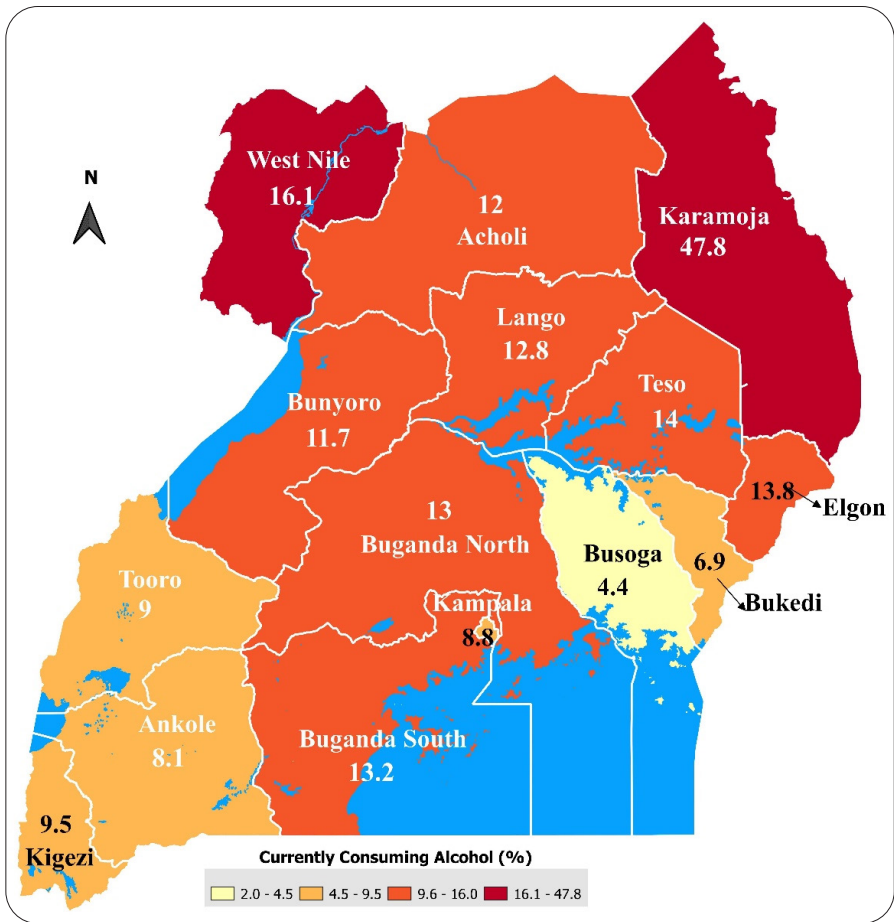 N
West Nile
16.1
12
Acholi
Karamoja
47.8
Lango
12.8
Teso
14
Bunyoro
11.7
13.8
Elgon
13
Buganda North
Busoga
4.4
6.9
Bukedi
Tooro
9
Kampala
8.8
Ankole
8.1
Buganda South
13.2
9.5
Kigezi
Currently Consuming Alcohol (%)
2.0 - 4.5 4.5 - 9.5 9.6 - 16.0 16.1 - 47.8